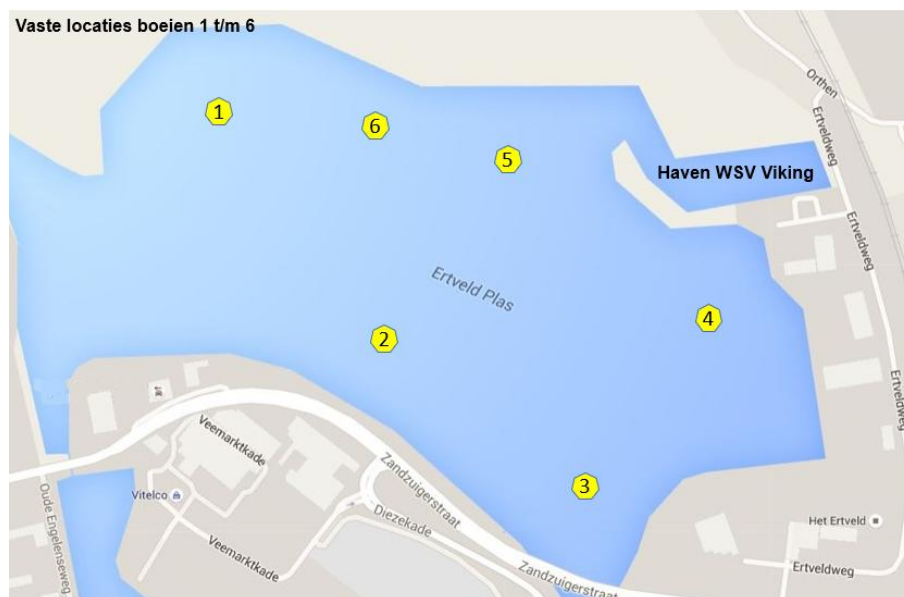 Vaste locaties boeien 1 t/m 6
Orthen
Ertveldweg
1
6
5
Haven WSV Viking
Ertveldweg
Ertveld Plas
4
2
Ertveldweg
Veemarktkade
Zandzuigerstraat
3
Vitelco
Oude Engelenseweg
Diezekade
Het Ertveld
Veemarktkade
Zandzuigerstraat
Ertveldweg